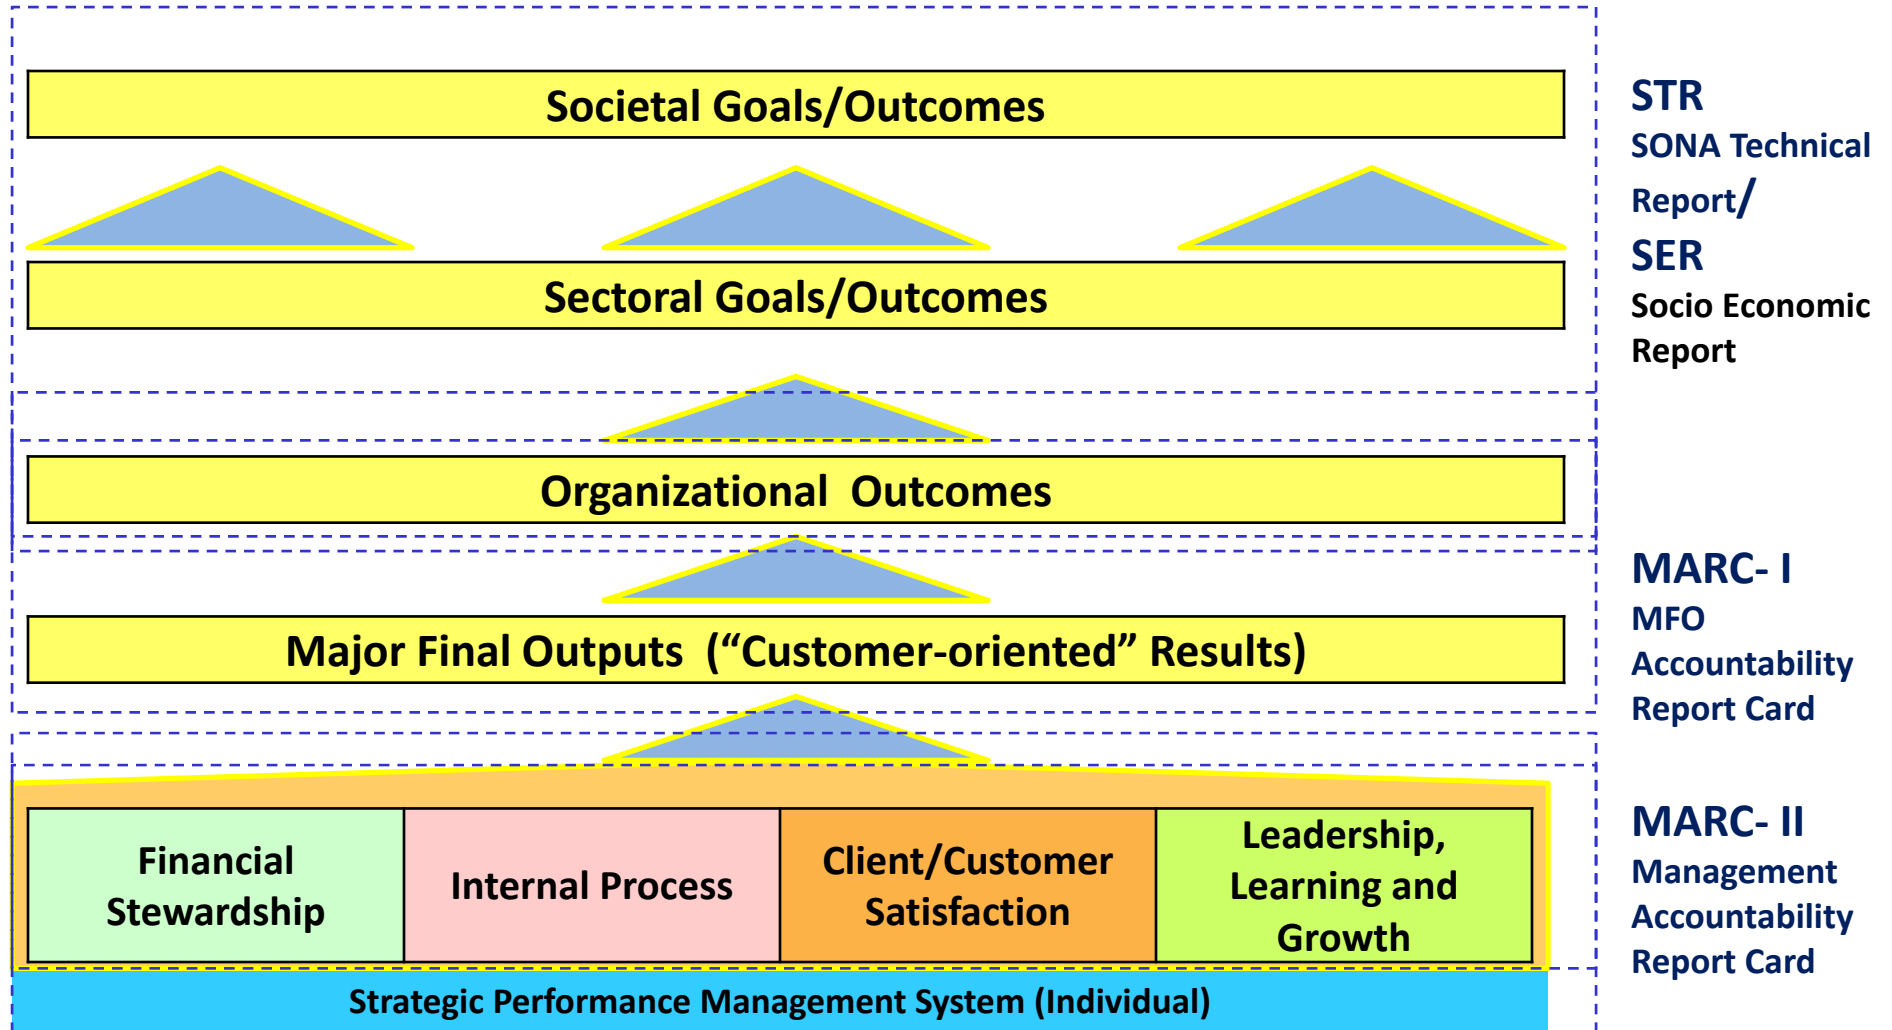 Societal Goals/Outcomes
STR
SONA Technical
Report/
SER
Socio Economic
Report
Sectoral Goals/Outcomes
Organizational  Outcomes
MARC- I
MFO
Accountability
Report Card
Major Final Outputs  (“Customer-oriented” Results)
Financial
Stewardship
Internal Process
Client/Customer
Satisfaction
Leadership,
Learning and
Growth
MARC- II
Management
Accountability
Report Card
Strategic Performance Management System (Individual)